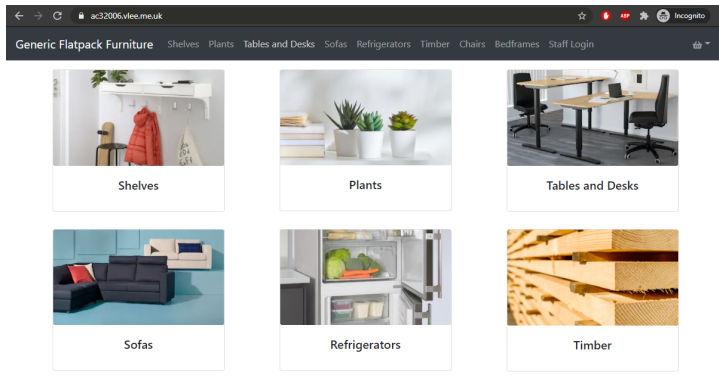 ac32006.vlee.me.uk
ABP
Incognito
Generic Flatpack Furniture Shelves Plants Tables and Desks Sofas Refrigerators Timber Chairs Bedframes Staff Login
Shelves
Plants
Tables and Desks
Sofas
Refrigerators
Timber